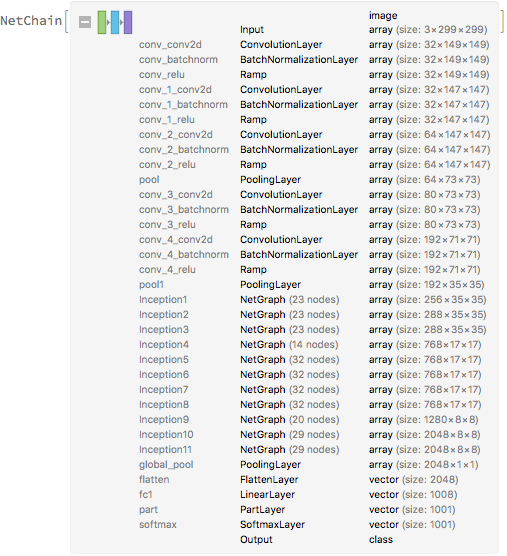 NetChain[
image
Input array (size: 3×299×299)
conv_conv2d ConvolutionLayer array (size: 32×149×149)
conv_batchnorm BatchNormalizationLayer array (size: 32×149×149)
conv_relu Ramp array (size: 32×149×149)
conv_1_conv2d ConvolutionLayer array (size: 32×147×147)
conv_1_batchnorm BatchNormalizationLayer array (size: 32×147×147)
conv_1_relu Ramp array (size: 32×147×147)
conv_2_conv2d ConvolutionLayer array (size: 64×147×147)
conv_2_batchnorm BatchNormalizationLayer array (size: 64×147×147)
conv_2_relu Ramp array (size: 64×147×147)
pool PoolingLayer array (size: 64×73×73)
conv_3_conv2d ConvolutionLayer array (size: 80×73×73)
conv_3_batchnorm BatchNormalizationLayer array (size: 80×73×73)
conv_3_relu Ramp array (size: 80×73×73)
conv_4_conv2d ConvolutionLayer array (size: 192×71×71)
conv_4_batchnorm BatchNormalizationLayer array (size: 192×71×71)
conv_4_relu Ramp array (size: 192×71×71)
pool1 PoolingLayer array (size: 192×35×35)
Inception1 NetGraph (23 nodes) array (size: 256×35×35)
Inception2 NetGraph (23 nodes) array (size: 288×35×35)
Inception3 NetGraph (23 nodes) array (size: 288×35×35)
Inception4 NetGraph (14 nodes) array (size: 768×17×17)
Inception5 NetGraph (32 nodes) array (size: 768×17×17)
Inception6 NetGraph (32 nodes) array (size: 768×17×17)
Inception7 NetGraph (32 nodes) array (size: 768×17×17)
Inception8 NetGraph (32 nodes) array (size: 768×17×17)
Inception9 NetGraph (20 nodes) array (size: 1280×8×8)
Inception10 NetGraph (29 nodes) array (size: 2048×8×8)
Inception11 NetGraph (29 nodes) array (size: 2048×8×8)
global_pool PoolingLayer array (size: 2048×1×1)
flatten FlattenLayer vector (size: 2048)
fc1 LinearLayer vector (size: 1008)
part PartLayer vector (size: 1001)
softmax SoftmaxLayer vector (size: 1001)
Output class
]